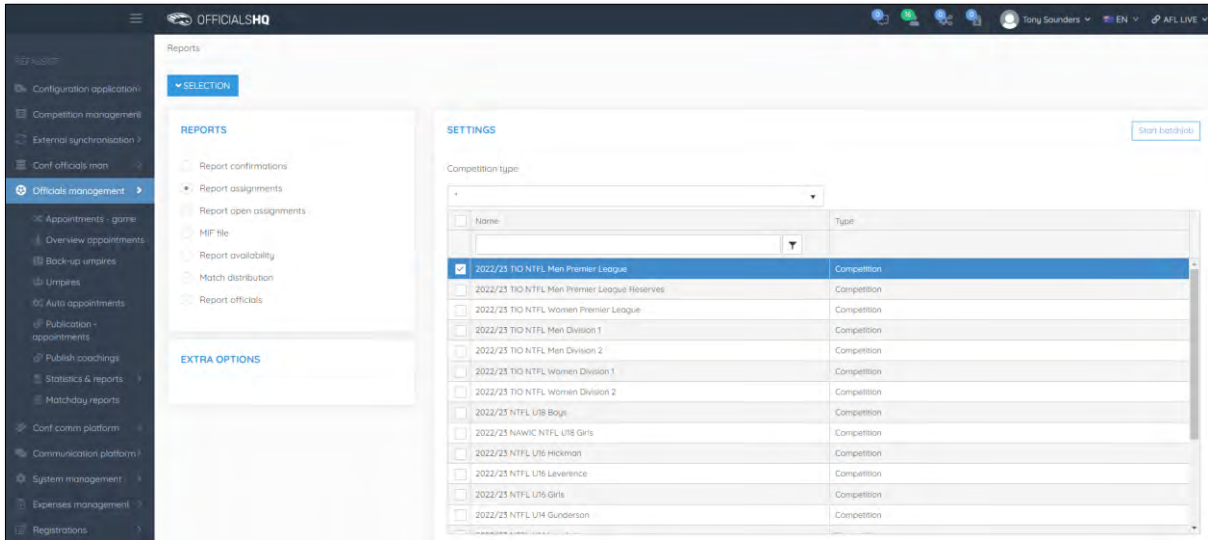 OFFICIALSHQ
0
16
0
0
Tony Saunders
EN
AFL LIVE
REFASSIST
Configuration application
Competition management
External synchronisation
Conf officials man
Officials management
Appointments - game
Overview appointments
Back-up umpires
Umpires
Auto appointments
Publication -
appointments
Publish coachings
Statistics & reports
Matchday reports
Conf comm platform
Communication platform
System management
Expenses management
Registrations
Reports
SELECTION
REPORTS
Report confirmations
Report assignments
Report open assignments
MIF file
Report availability
Match distribution
Report officials
EXTRA OPTIONS
SETTINGS
Start batchjob
Competition type
Name
Type
2022/23 TIO NTFL Men Premier League
Competition
2022/23 TIO NTFL Men Premier League Reserves
Competition
2022/23 TIO NTFL Women Premier League
Competition
2022/23 TIO NTFL Men Division 1
Competition
2022/23 TIO NTFL Men Division 2
Competition
2022/23 TIO NTFL Women Division 1
Competition
2022/23 TIO NTFL Women Division 2
Competition
2022/23 NTFL U18 Boys
Competition
2022/23 NAWIC NTFL U18 Girls
Competition
2022/23 NTFL U16 Hickman
Competition
2022/23 NTFL U16 Leverence
Competition
2022/23 NTFL U16 Girls
Competition
2022/23 NTFL U14 Gunderson
Competition